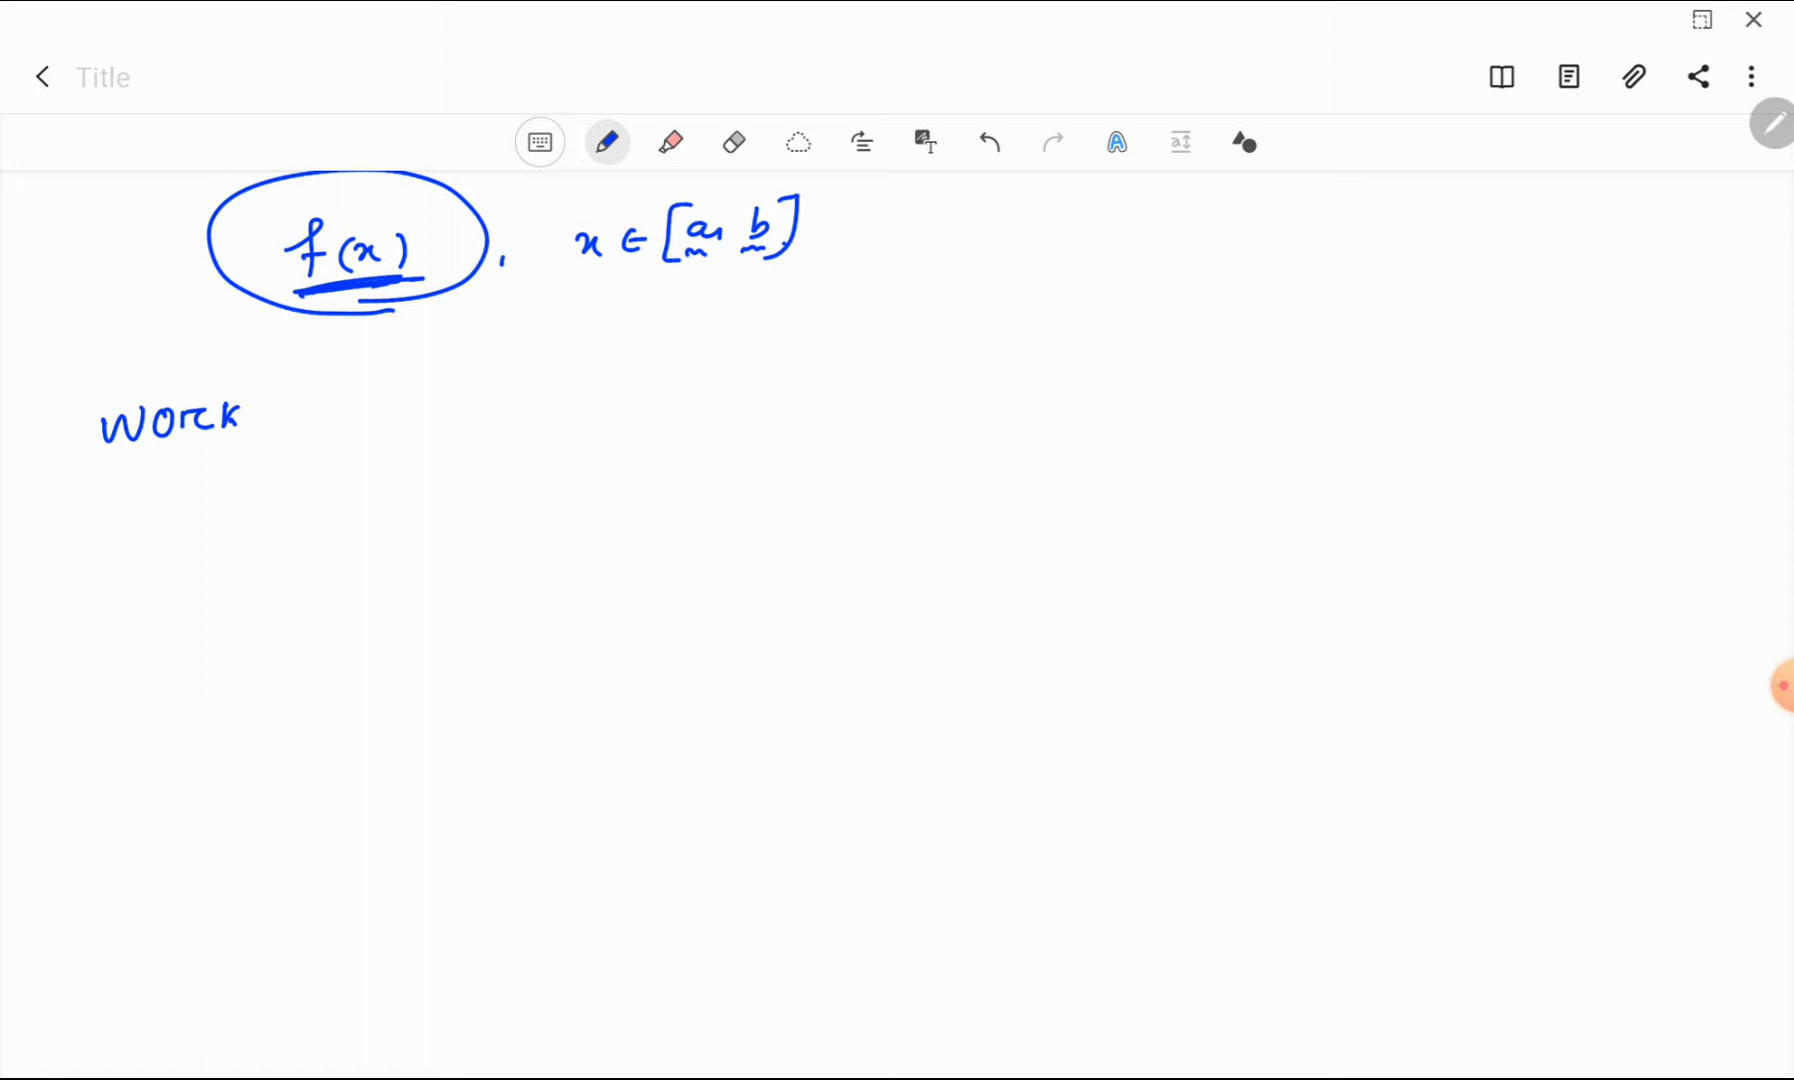 Title
f(x), x ∈ [a, b]
WORK